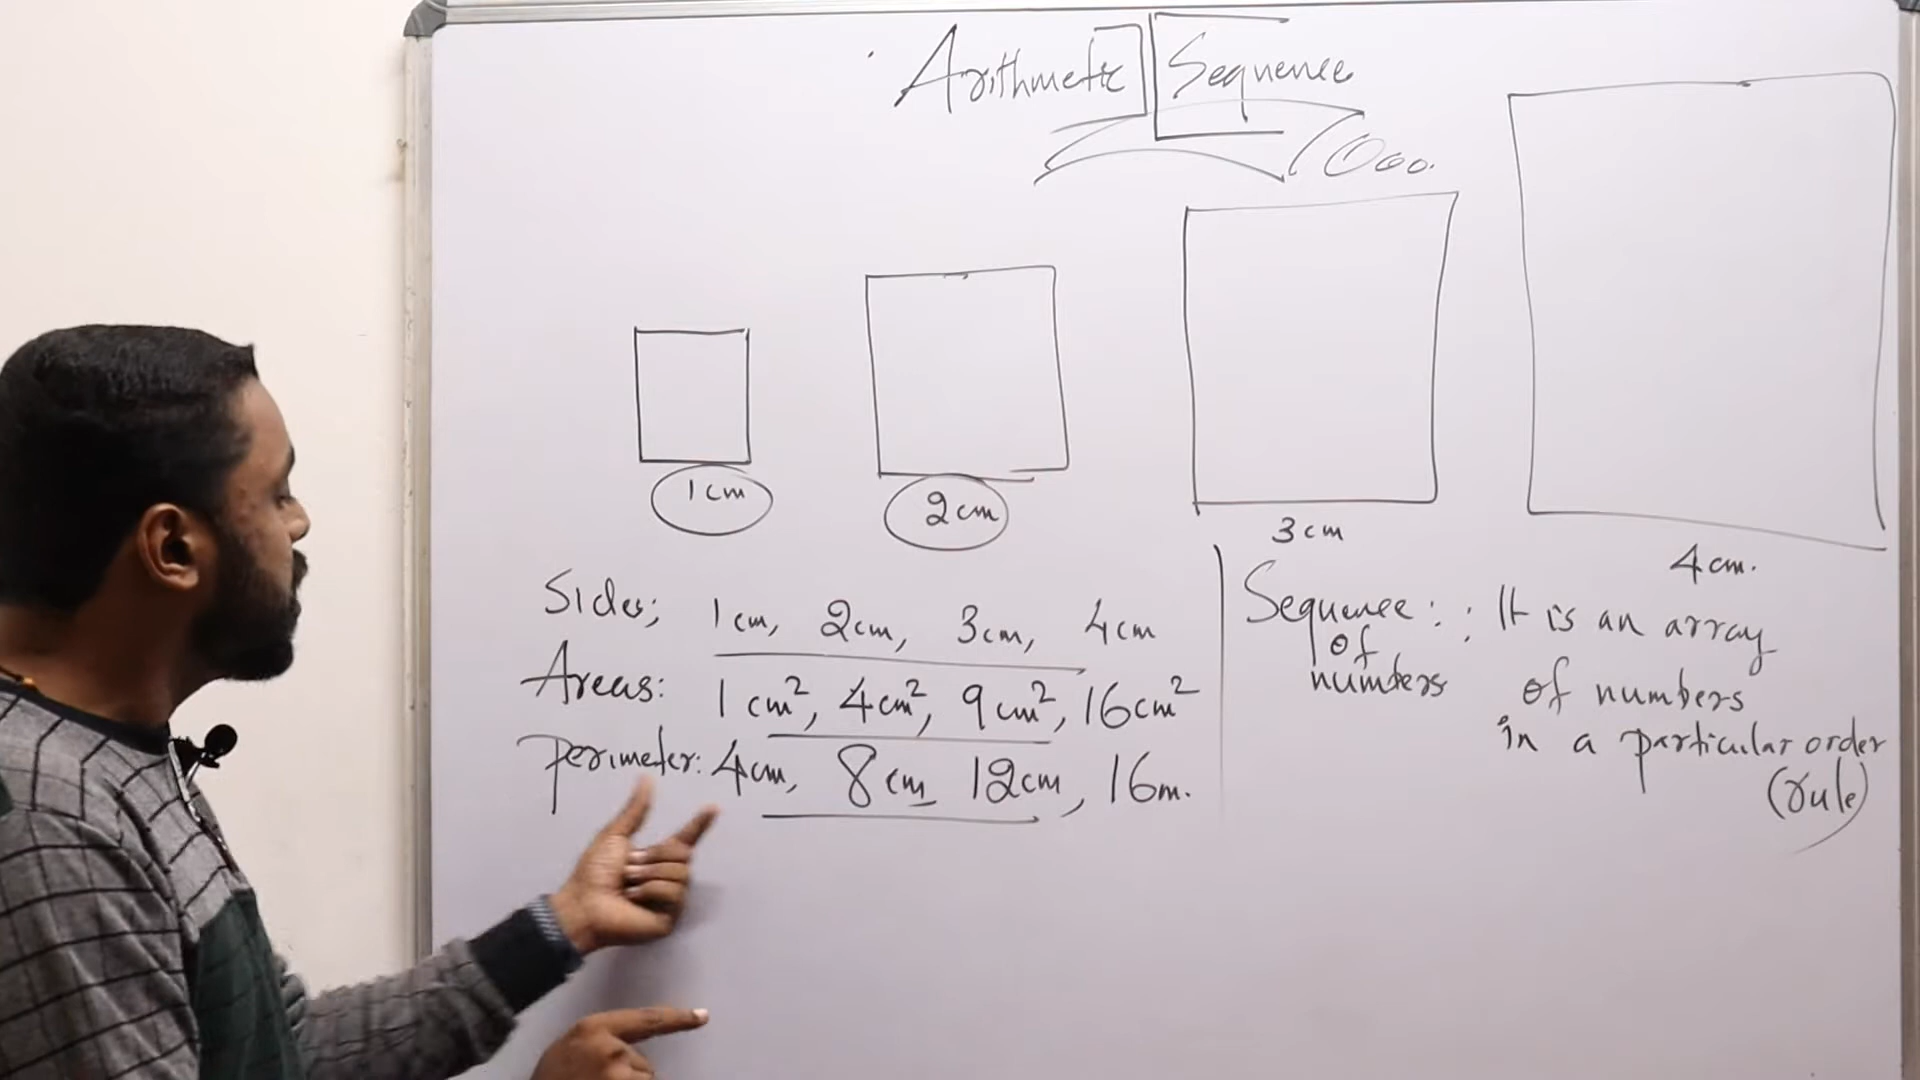 Arithmetic Sequence
1cm
2cm
3cm
4cm.
Sides; 1cm, 2cm, 3cm, 4cm
Areas: 1cm², 4cm², 9cm², 16cm²
Perimeter: 4cm, 8cm 12cm, 16m.
Sequence : : It is an array
of
numbers
of numbers
in a particular order
(rule)